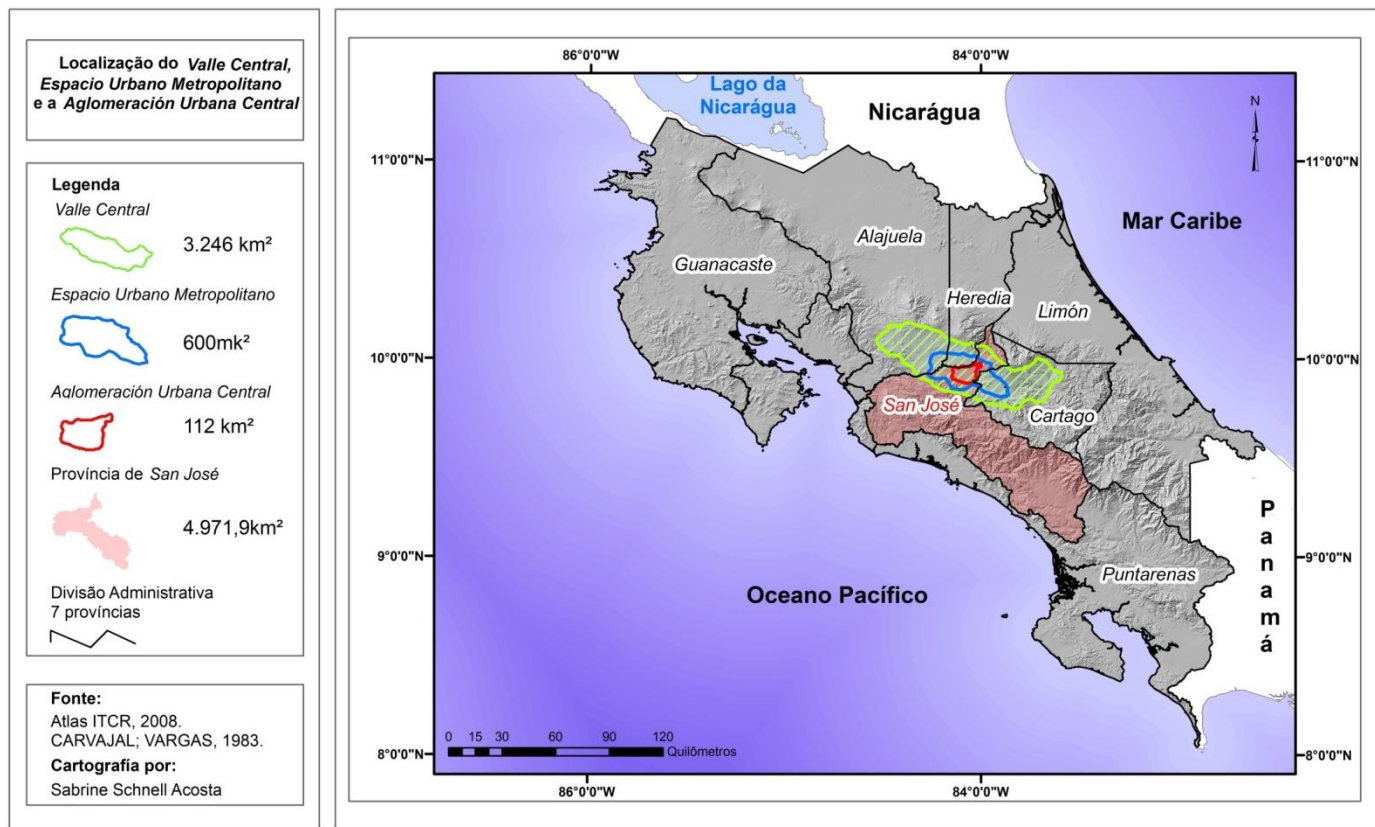 Localização do Valle Central,
Espacio Urbano Metropolitano
e a Aglomeración Urbana Central
Legenda
Valle Central
3.246 km²
Espacio Urbano Metropolitano
600mk²
Aglomeración Urbana Central
112 km²
Província de San José
4.971,9km²
Divisão Administrativa
7 províncias
Fonte:
Atlas ITCR, 2008.
CARVAJAL; VARGAS, 1983.
Cartografía por:
Sabrine Schnell Acosta
86°0'0"W 84°0'0"W
Lago da
Nicarágua
Nicarágua
N
11°0'0"N 11°0'0"N
Mar Caribe
Alajuela
Guanacaste
Heredia
Limón
10°0'0"N 10°0'0"N
San José
Cartago
9°0'0"N 9°0'0"N
Panamá
Puntarenas
Oceano Pacífico
0 15 30 60 90 120
Quilômetros
8°0'0"N 8°0'0"N
86°0'0"W 84°0'0"W